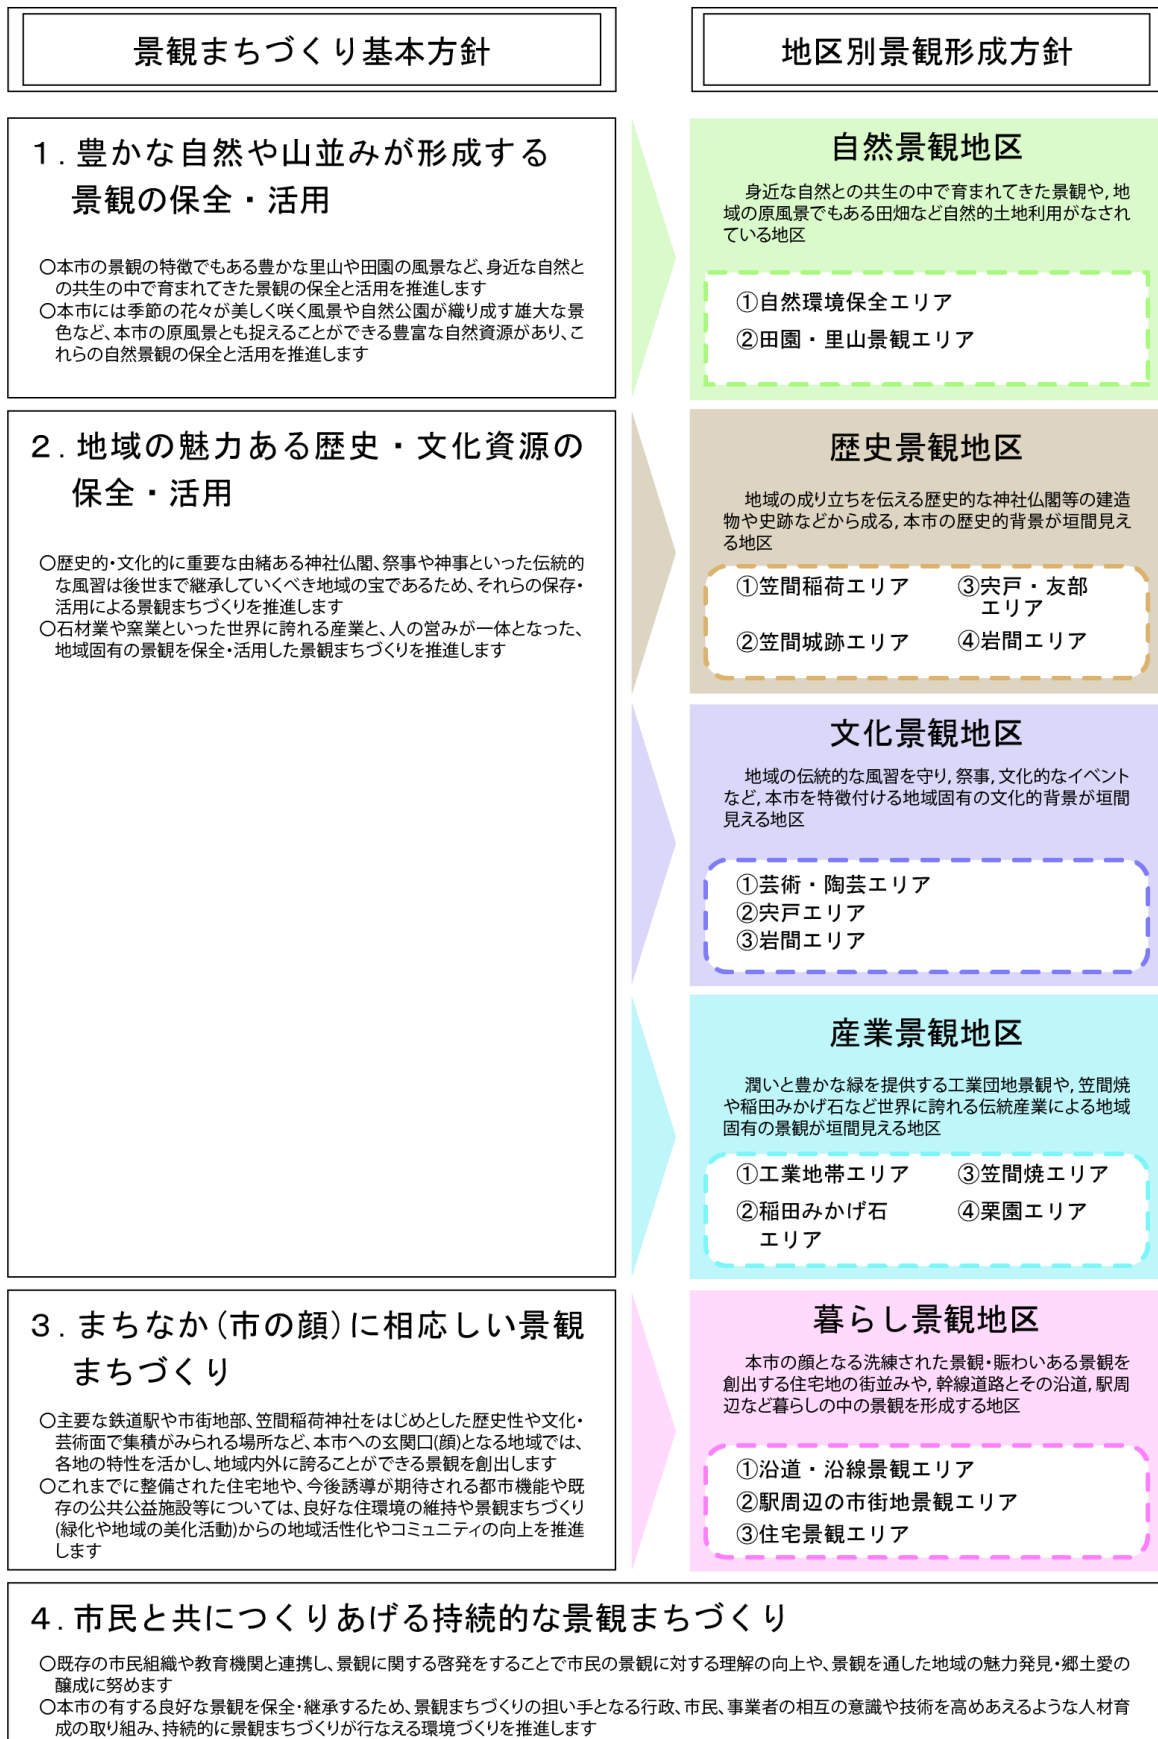 景観まちづくり基本方針
地区別景観形成方針
1.豊かな自然や山並みが形成する
景観の保全・活用
○本市の景観の特徴でもある豊かな里山や田園の風景など、身近な自然と
の共生の中で育まれてきた景観の保全と活用を推進します
○本市には季節の花々が美しく咲く風景や自然公園が織り成す雄大な景
色など、本市の原風景とも捉えることができる豊富な自然資源があり、こ
れらの自然景観の保全と活用を推進します
自然景観地区
身近な自然との共生の中で育まれてきた景観や,地
域の原風景でもある田畑など自然的土地利用がなされ
ている地区
①自然環境保全エリア
②田園・里山景観エリア
2.地域の魅力ある歴史・文化資源の
保全・活用
○歴史的・文化的に重要な由緒ある神社仏閣、祭事や神事といった伝統的
な風習は後世まで継承していくべき地域の宝であるため、それらの保存・
活用による景観まちづくりを推進します
○石材業や窯業といった世界に誇れる産業と、人の営みが一体となった、
地域固有の景観を保全・活用した景観まちづくりを推進します
歴史景観地区
地域の成り立ちを伝える歴史的な神社仏閣等の建造
物や史跡などから成る,本市の歴史的背景が垣間見え
る地区
①笠間稲荷エリア
②笠間城跡エリア
③宍戸・友部
エリア
④岩間エリア
文化景観地区
地域の伝統的な風習を守り,祭事,文化的なイベント
など,本市を特徴付ける地域固有の文化的背景が垣間
見える地区
①芸術・陶芸エリア
②宍戸エリア
③岩間エリア
産業景観地区
潤いと豊かな緑を提供する工業団地景観や,笠間焼
や稲田みかげ石など世界に誇れる伝統産業による地域
固有の景観が垣間見える地区
①工業地帯エリア
②稲田みかげ石
エリア
③笠間焼エリア
④栗園エリア
3.まちなか(市の顔)に相応しい景観
まちづくり
○主要な鉄道駅や市街地部、笠間稲荷神社をはじめとした歴史性や文化・
芸術面で集積がみられる場所など、本市への玄関口(顔)となる地域では、
各地の特性を活かし、地域内外に誇ることができる景観を創出します
○これまでに整備された住宅地や、今後誘導が期待される都市機能や既
存の公共公益施設等については、良好な住環境の維持や景観まちづくり
(緑化や地域の美化活動)からの地域活性化やコミュニティの向上を推進
します
暮らし景観地区
本市の顔となる洗練された景観・賑わいある景観を
創出する住宅地の街並みや,幹線道路とその沿道,駅周
辺など暮らしの中の景観を形成する地区
①沿道・沿線景観エリア
②駅周辺の市街地景観エリア
③住宅景観エリア
4.市民と共につくりあげる持続的な景観まちづくり
○既存の市民組織や教育機関と連携し、景観に関する啓発をすることで市民の景観に対する理解の向上や、景観を通した地域の魅力発見・郷土愛の
醸成に努めます
○本市の有する良好な景観を保全・継承するため、景観まちづくりの担い手となる行政、市民、事業者の相互の意識や技術を高めあえるような人材育
成の取り組み、持続的に景観まちづくりが行なえる環境づくりを推進します